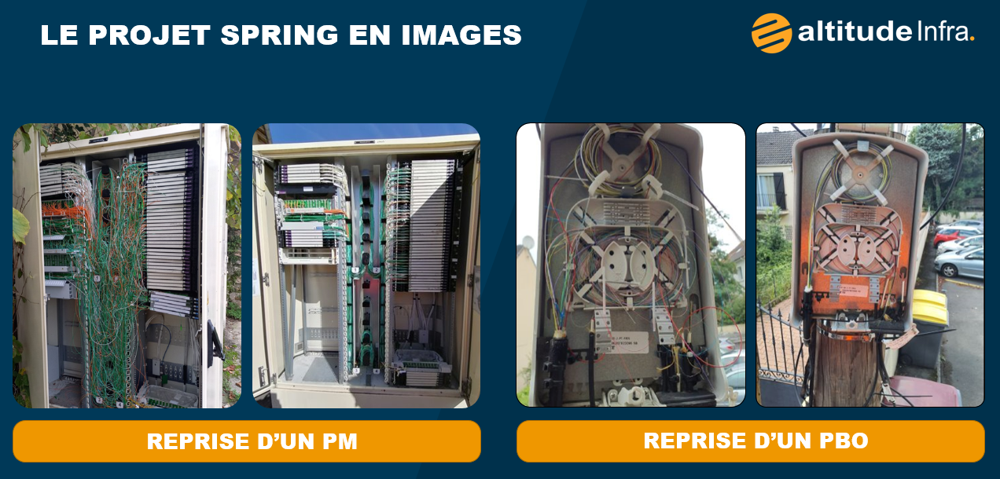 LE PROJET SPRING EN IMAGES
altitude Infra.
REPRISE D’UN PM
REPRISE D’UN PBO